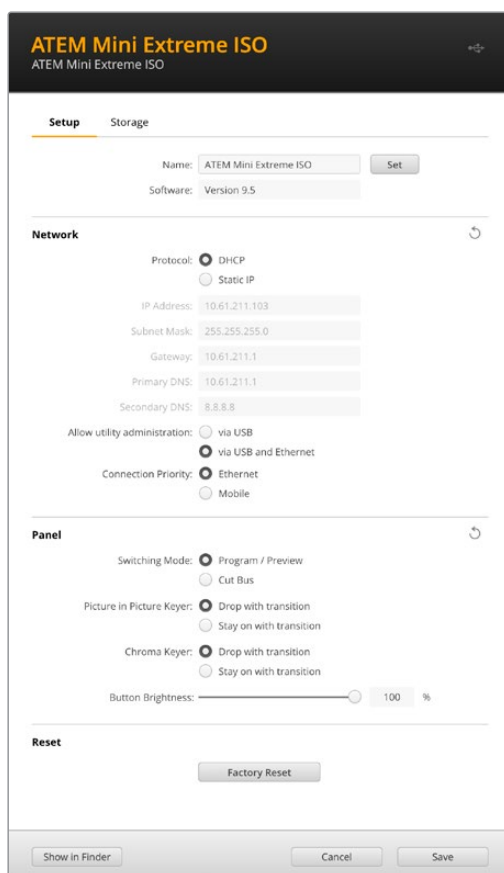 ATEM Mini Extreme ISO
ATEM Mini Extreme ISO
Setup Storage
Name: ATEM Mini Extreme ISO Set
Software: Version 9.5
Network
Protocol: DHCP
Static IP
IP Address: 10.61.211.103
Subnet Mask: 255.255.255.0
Gateway: 10.61.211.1
Primary DNS: 10.61.211.1
Secondary DNS: 8.8.8.8
Allow utility administration: via USB
via USB and Ethernet
Connection Priority: Ethernet
Mobile
Panel
Switching Mode: Program / Preview
Cut Bus
Picture in Picture Keyer: Drop with transition
Stay on with transition
Chroma Keyer: Drop with transition
Stay on with transition
Button Brightness: 100 %
Reset
Factory Reset
Show in Finder Cancel Save